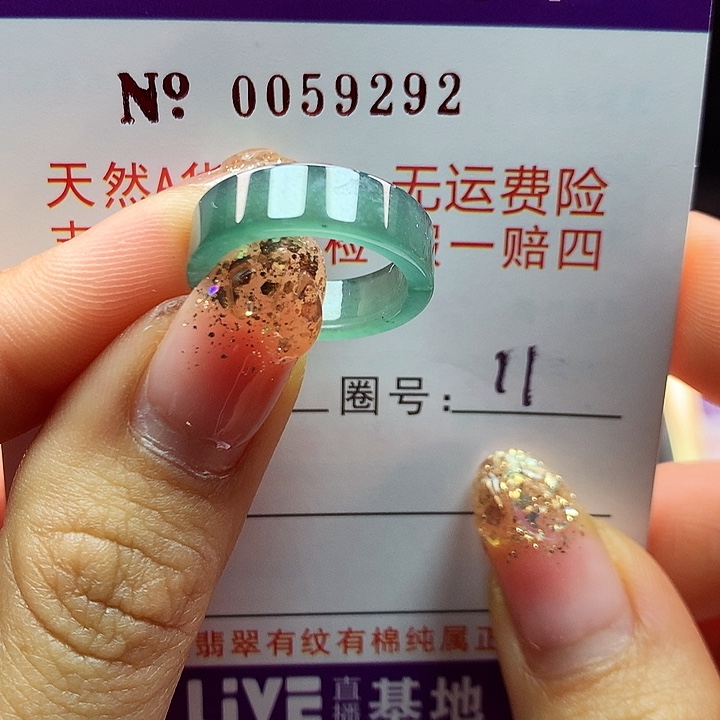 № 0059292
天然A货 无运费险
检 一赔四
圈号: 11
翡翠有纹有棉纯属正
LiVE 直播 基地